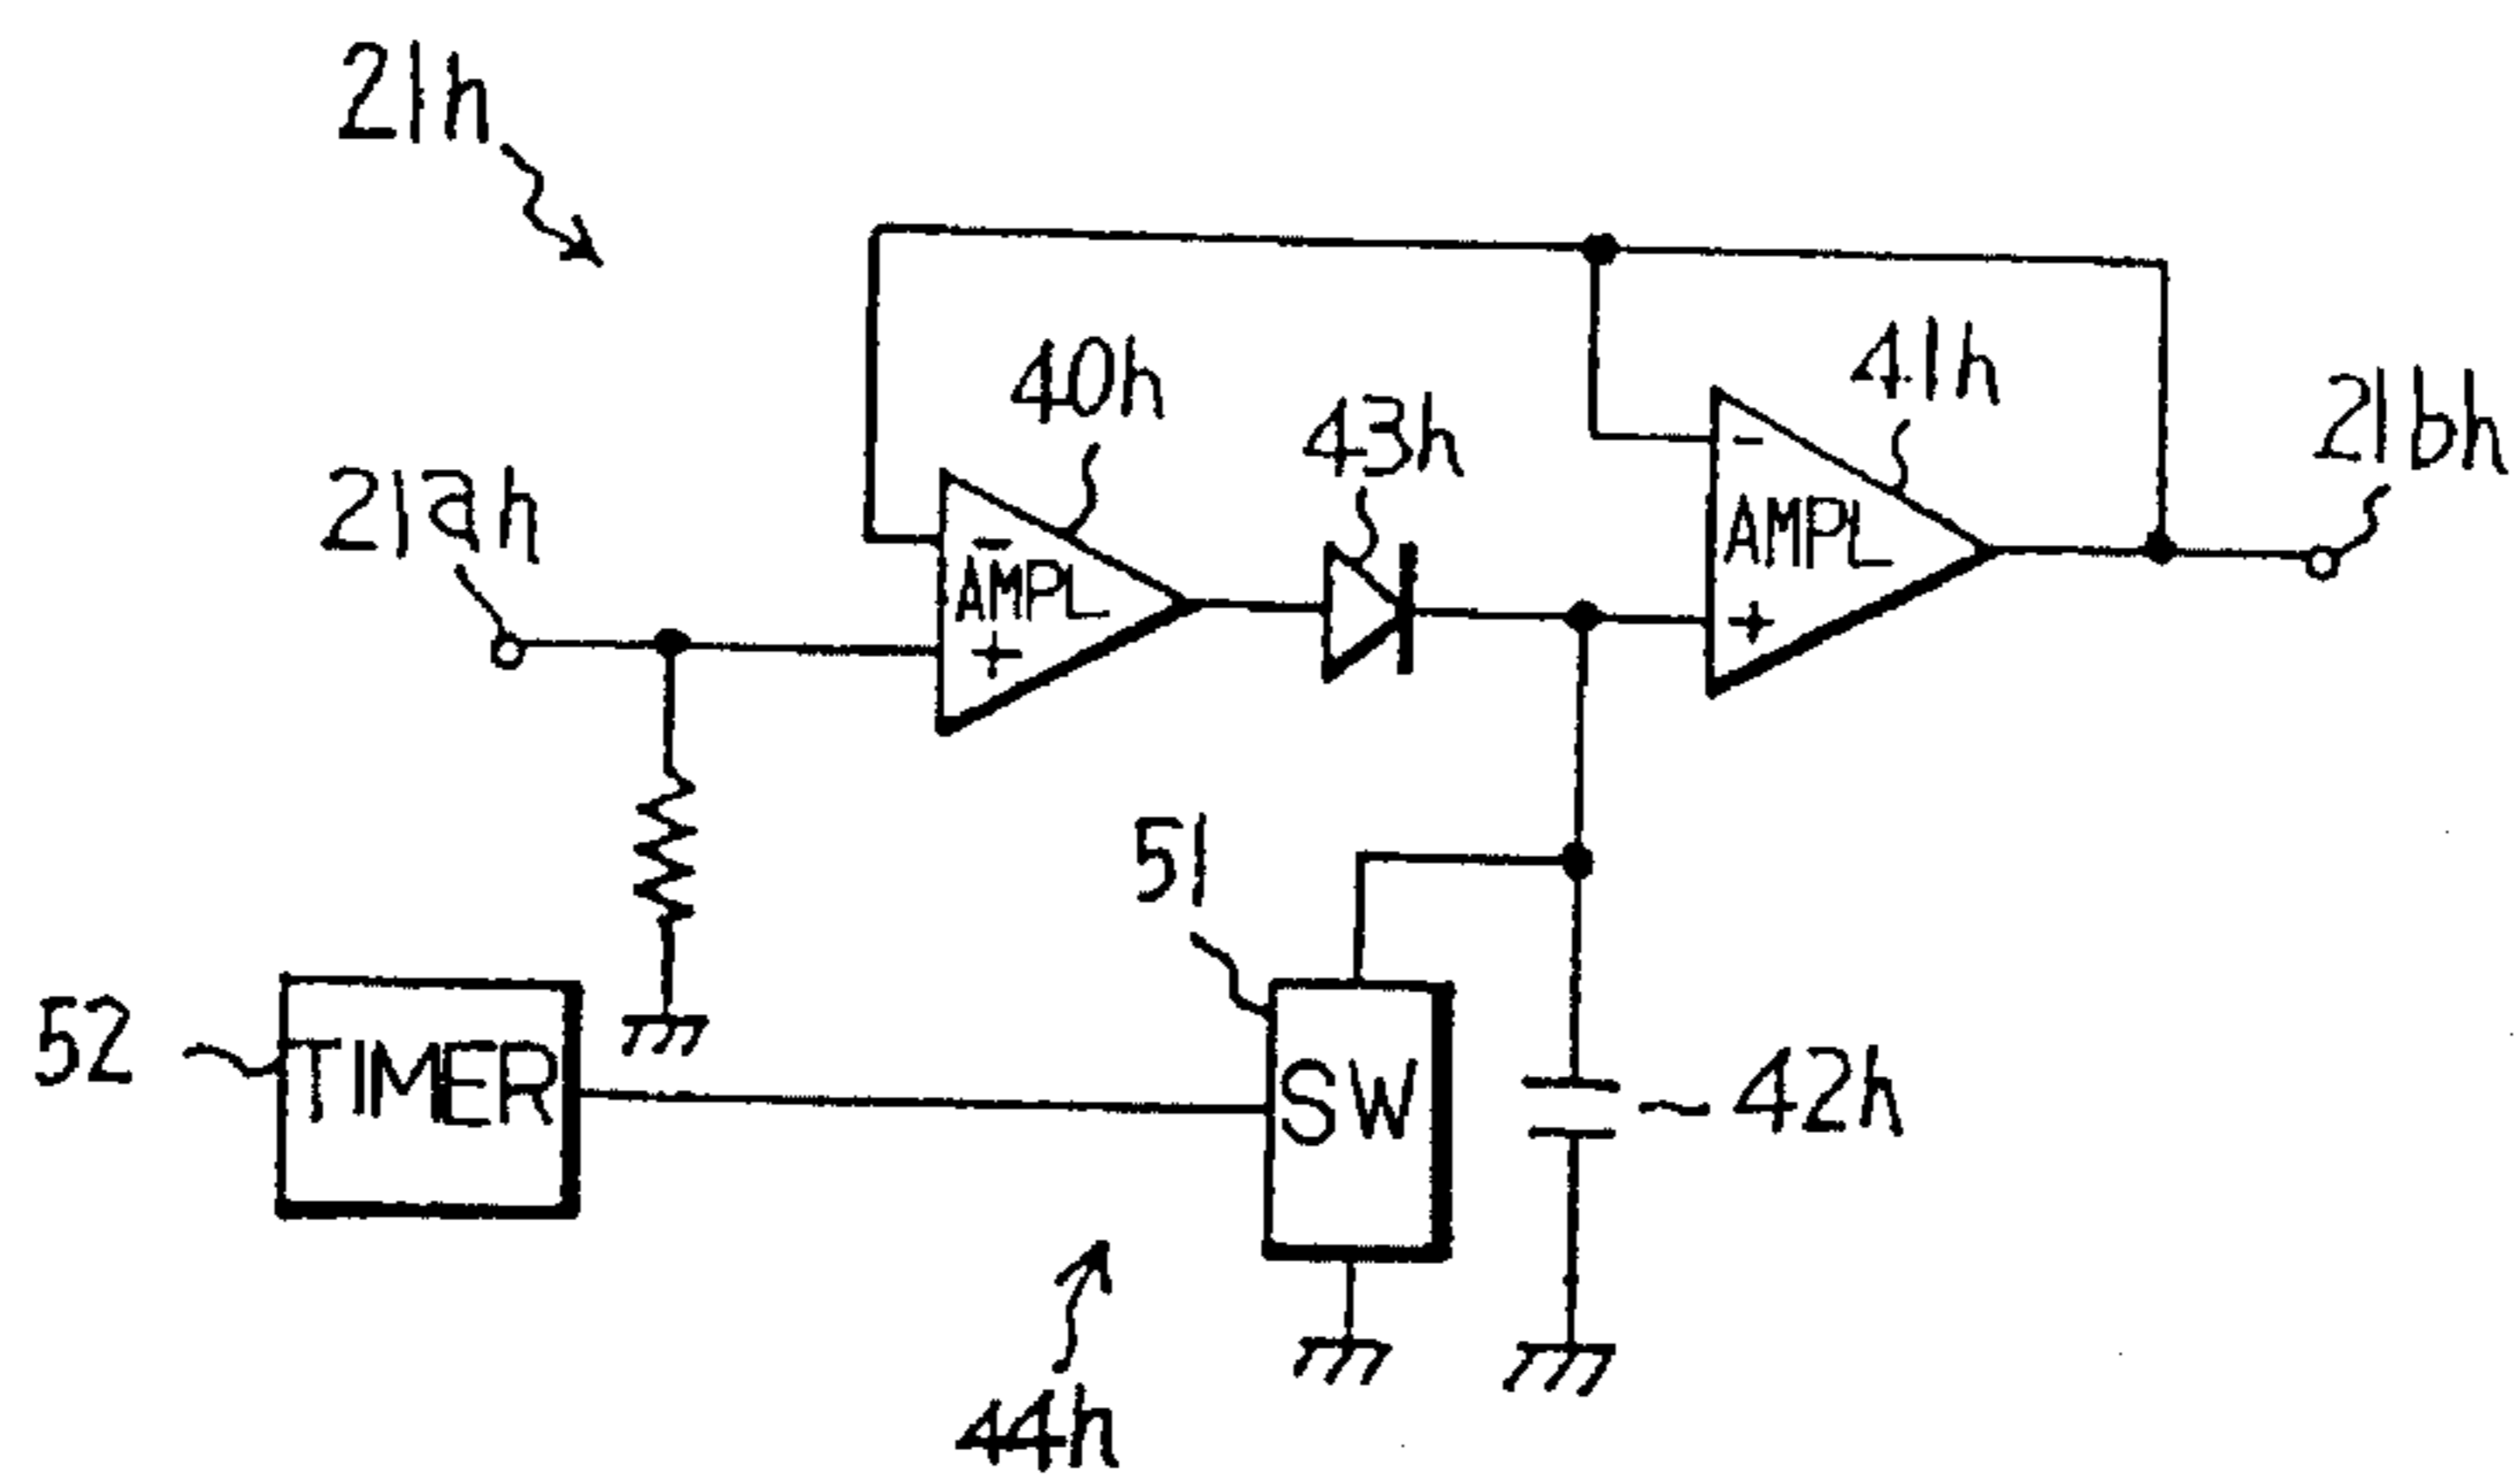 21h
40h
41h
43h
21bh
21ah
-
-
AMPL
AMPL
+
+
51
52
TIMER
SW
42h
44h